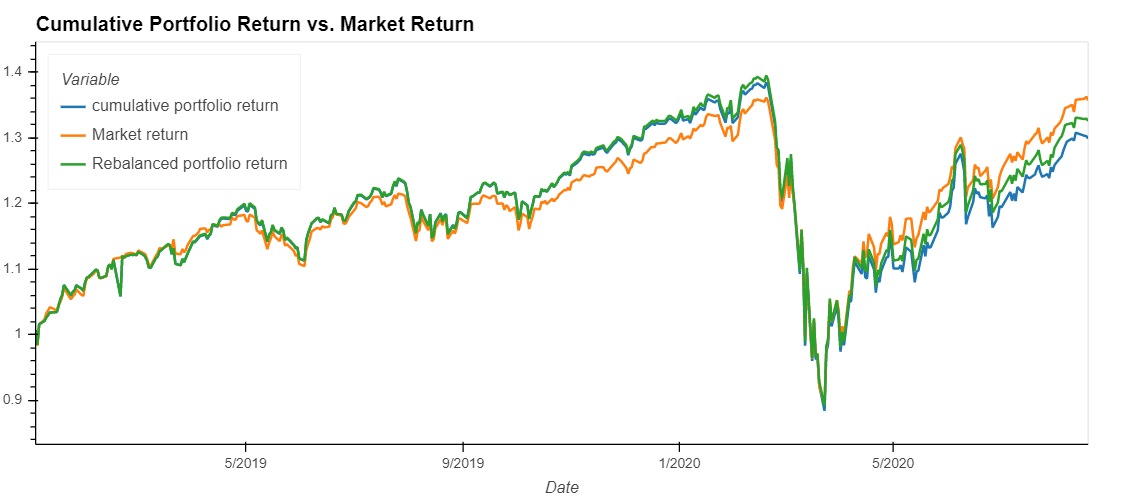 Cumulative Portfolio Return vs. Market Return
Variable
cumulative portfolio return
Market return
Rebalanced portfolio return
1.4
1.3
1.2
1.1
1
0.9
5/2019
9/2019
1/2020
5/2020
Date